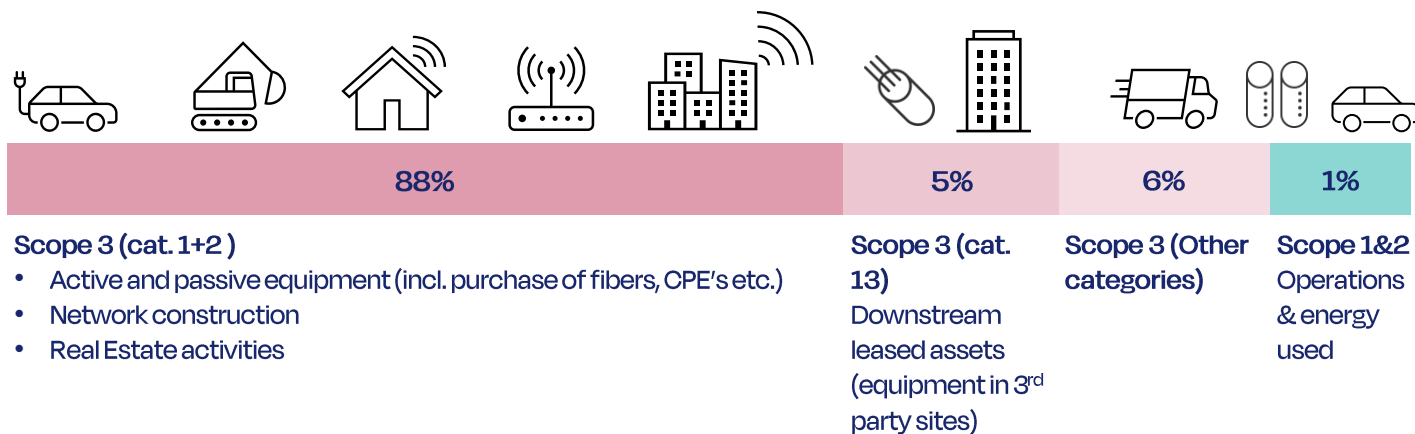 88%
5%
6%
1%
Scope 3 (cat. 1+2 )
• Active and passive equipment (incl. purchase of fibers, CPE's etc.)
• Network construction
• Real Estate activities
Scope 3 (cat.
13)
Downstream
leased assets
(equipment in 3rd
party sites)
Scope 3 (Other
categories)
Scope 1&2
Operations
& energy
used